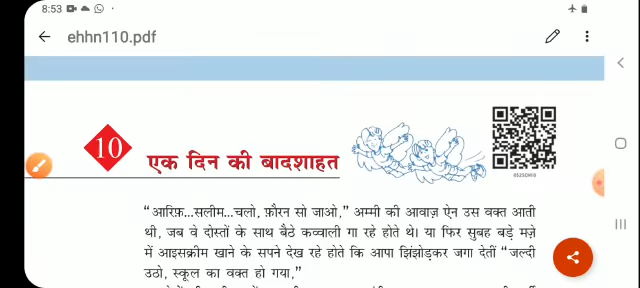 8:53
ehhn110.pdf
10
एक दिन की बादशाहत
0525CH10
“आरिफ़...सलीम...चलो, फ़ौरन सो जाओ,” अम्मी की आवाज़ ऐन उस वक्त आती
थी, जब वे दोस्तों के साथ बैठे कव्वाली गा रहे होते थे। या फिर सुबह बड़े मज़े
में आइसक्रीम खाने के सपने देख रहे होते कि आपा झिंझोड़कर जगा देतीं “जल्दी
उठो, स्कूल का वक्त हो गया,”